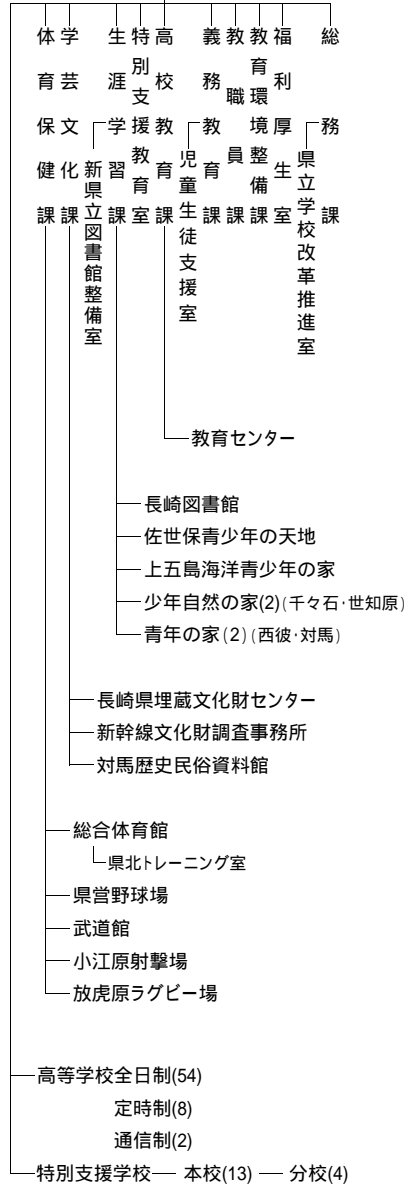 総務課
県立学校改革推進室
福利厚生室
教育環境整備課
教職員課
義務教育課
児童生徒支援室
高校教育課
特別支援教育室
生涯学習課
新県立図書館整備室
学芸文化課
体育保健課
教育センター
長崎図書館
佐世保青少年の天地
上五島海洋青少年の家
少年自然の家(2)(千々石・世知原)
青年の家(2)(西彼・対馬)
長崎県埋蔵文化財センター
新幹線文化財調査事務所
対馬歴史民俗資料館
総合体育館
県北トレーニング室
県営野球場
武道館
小江原射撃場
放虎原ラグビー場
高等学校全日制(54)
定時制(8)
通信制(2)
特別支援学校 本校(13) 分校(4)